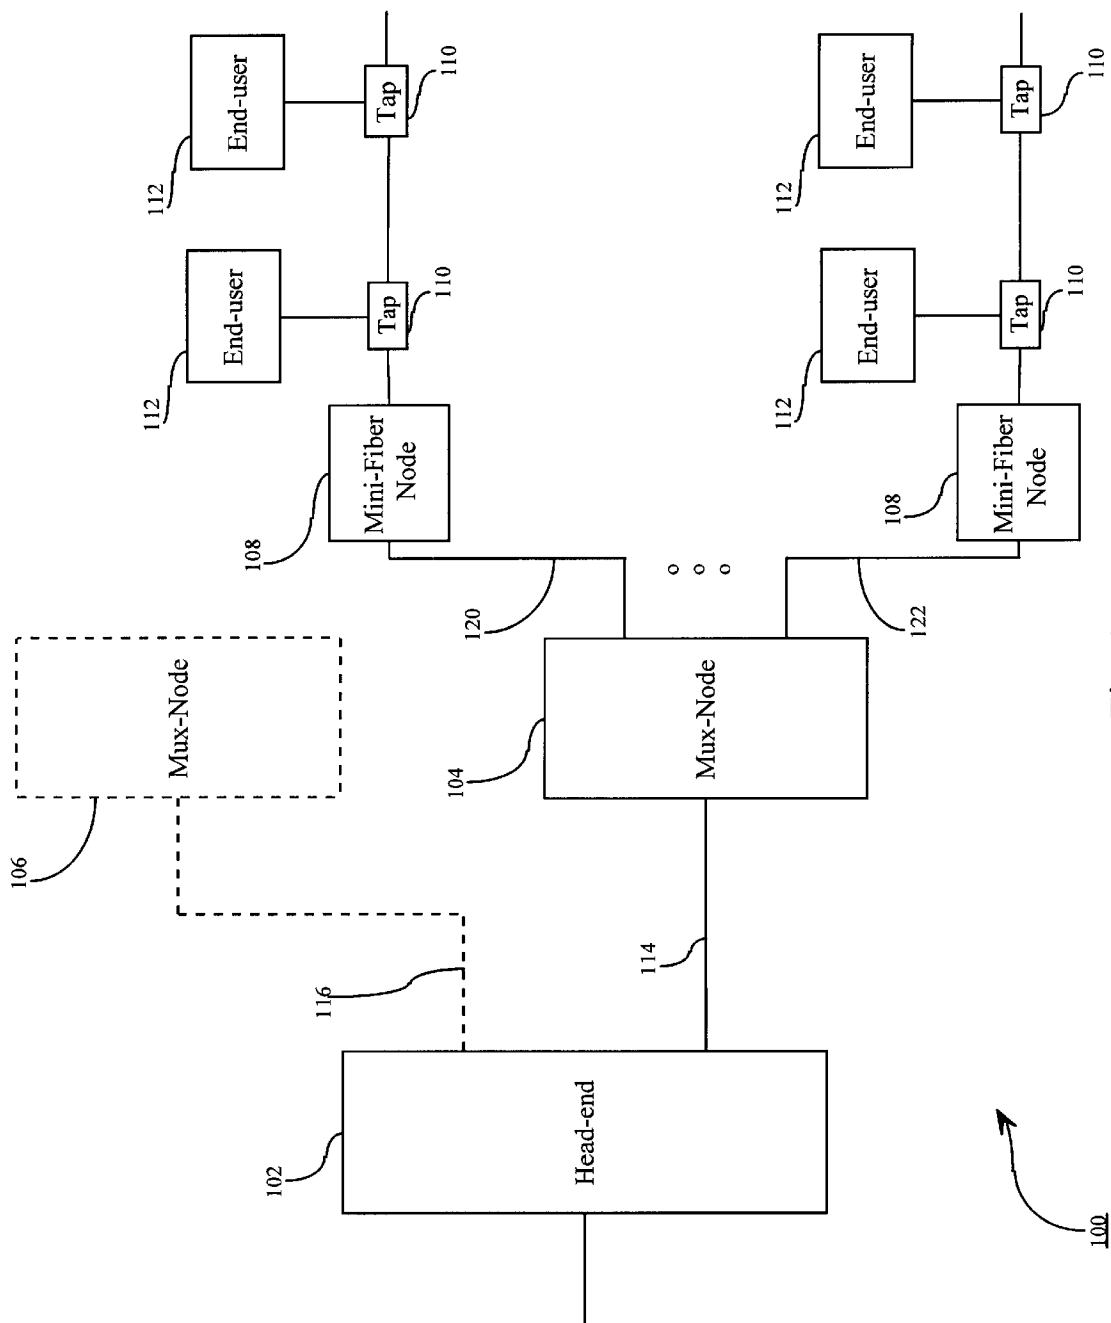 106
Mux-Node
112
112
End-user
End-user
108
102
116
Mini-Fiber
Node
Tap
Tap
110
110
104
120
Head-end
114
Mux-Node
112
112
End-user
End-user
108
122
Mini-Fiber
Node
Tap
Tap
100
110
110